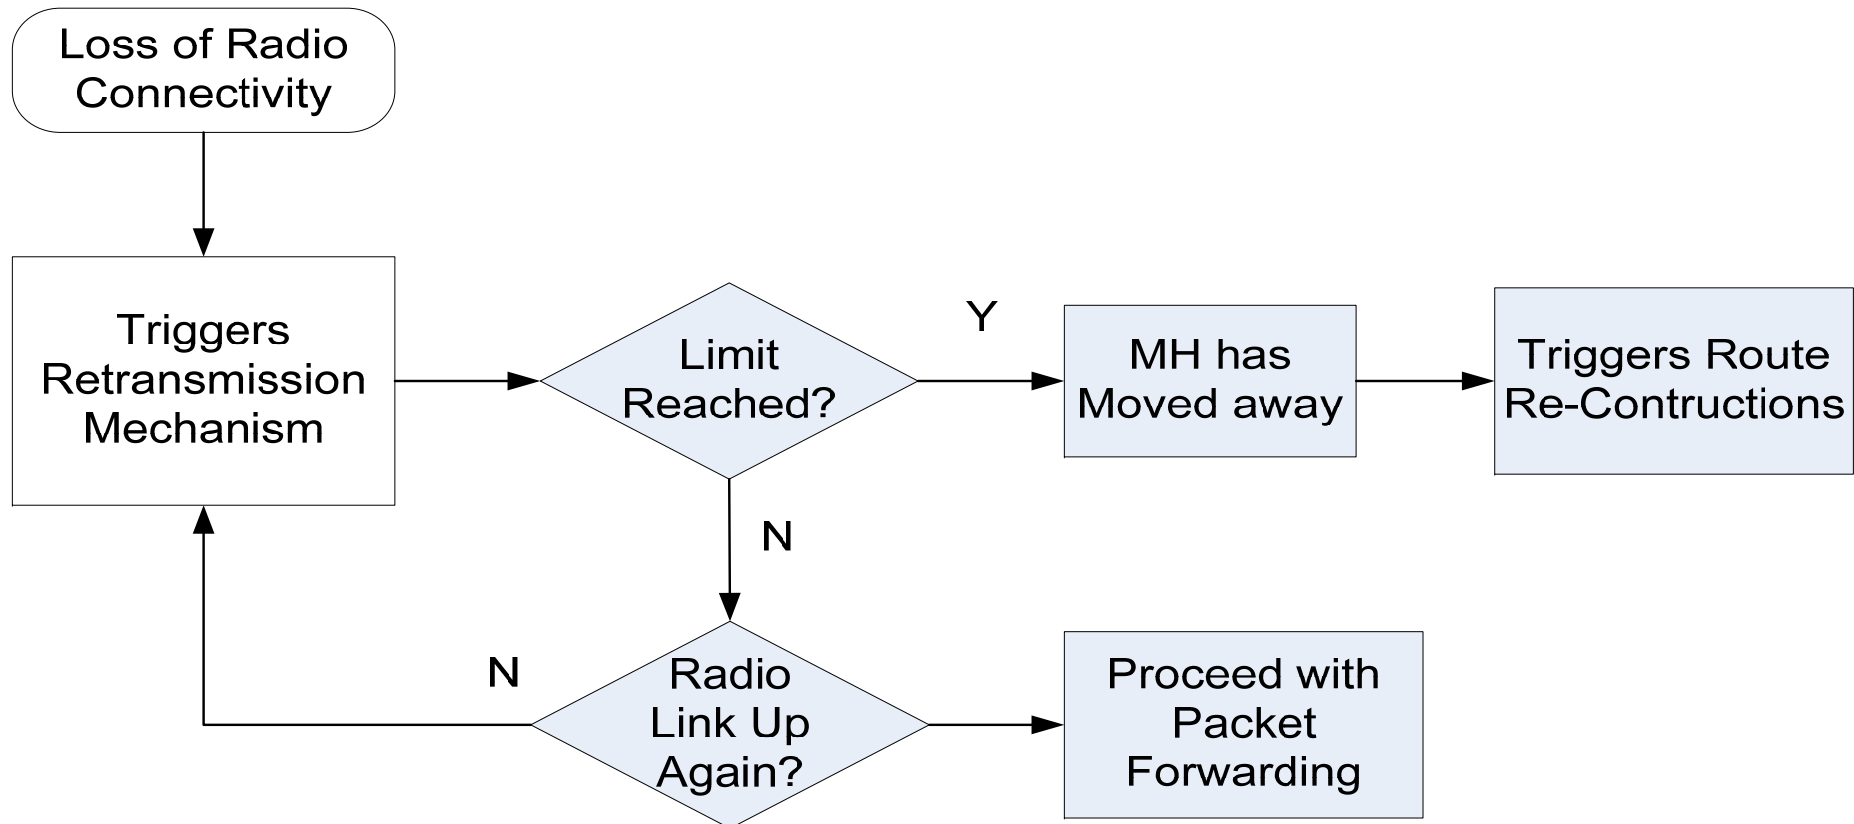 Loss of Radio
Connectivity
Triggers
Retransmission
Mechanism
Limit
Reached?
Y
MH has
Moved away
Triggers Route
Re-Contructions
N
N
Radio
Link Up
Again?
Proceed with
Packet
Forwarding